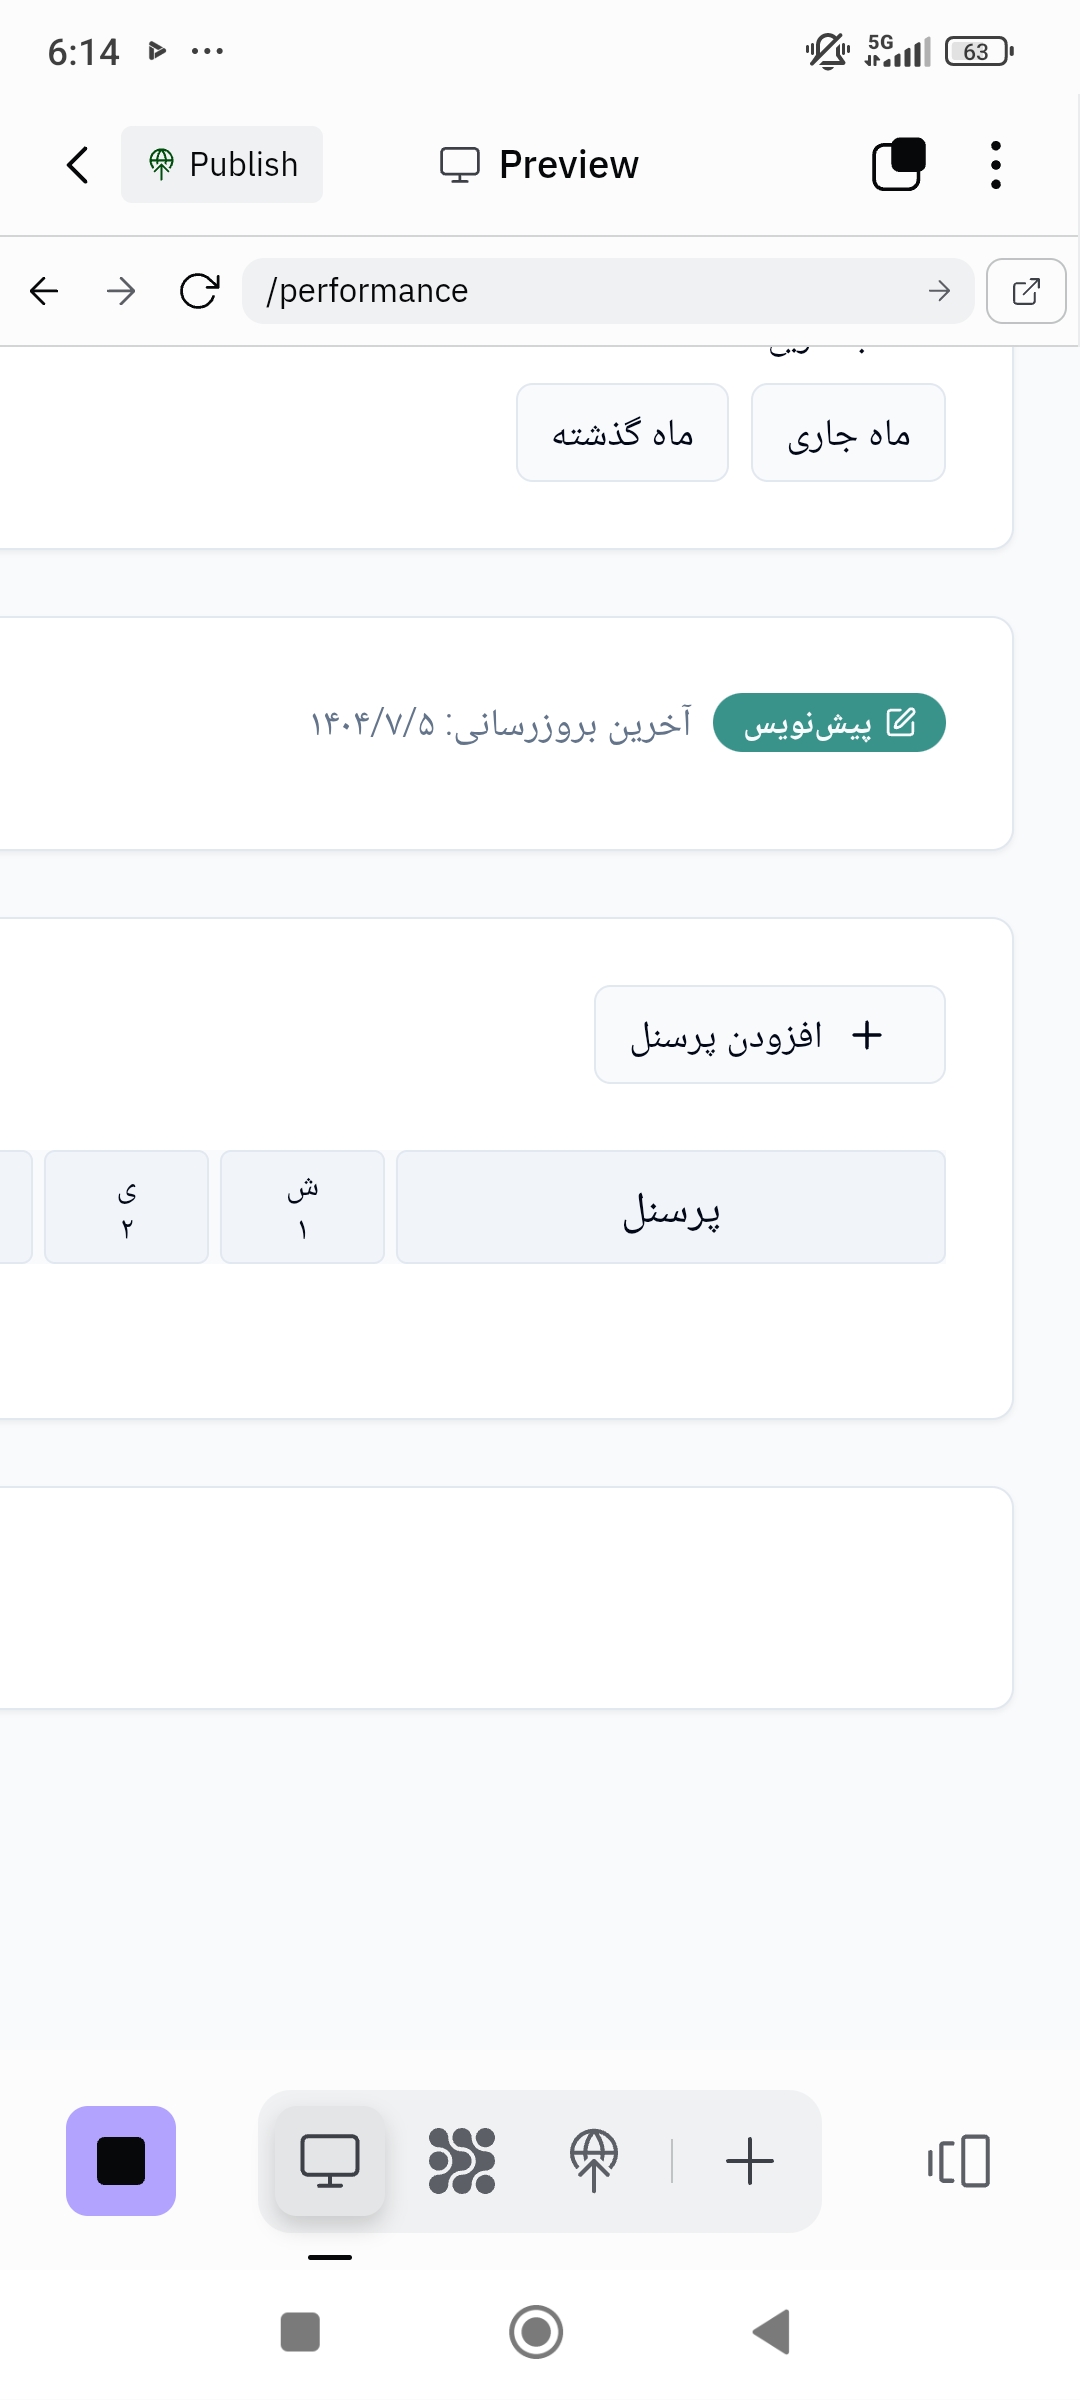 6:14
5G
63
Publish
Preview
/performance
ماه جاری
ماه گذشته
پیش‌نویس
آخرین بروزرسانی: ۱۴۰۴/۷/۵
+ افزودن پرسنل
پرسنل
ش
۱
ی
۲